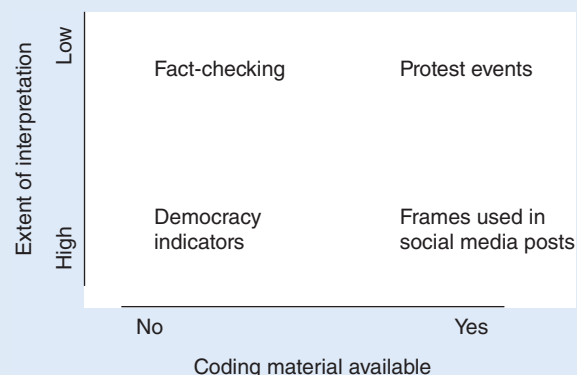 Extent of interpretation
Low
High
Fact-checking
Protest events
Democracy
indicators
Frames used in
social media posts
No
Yes
Coding material available